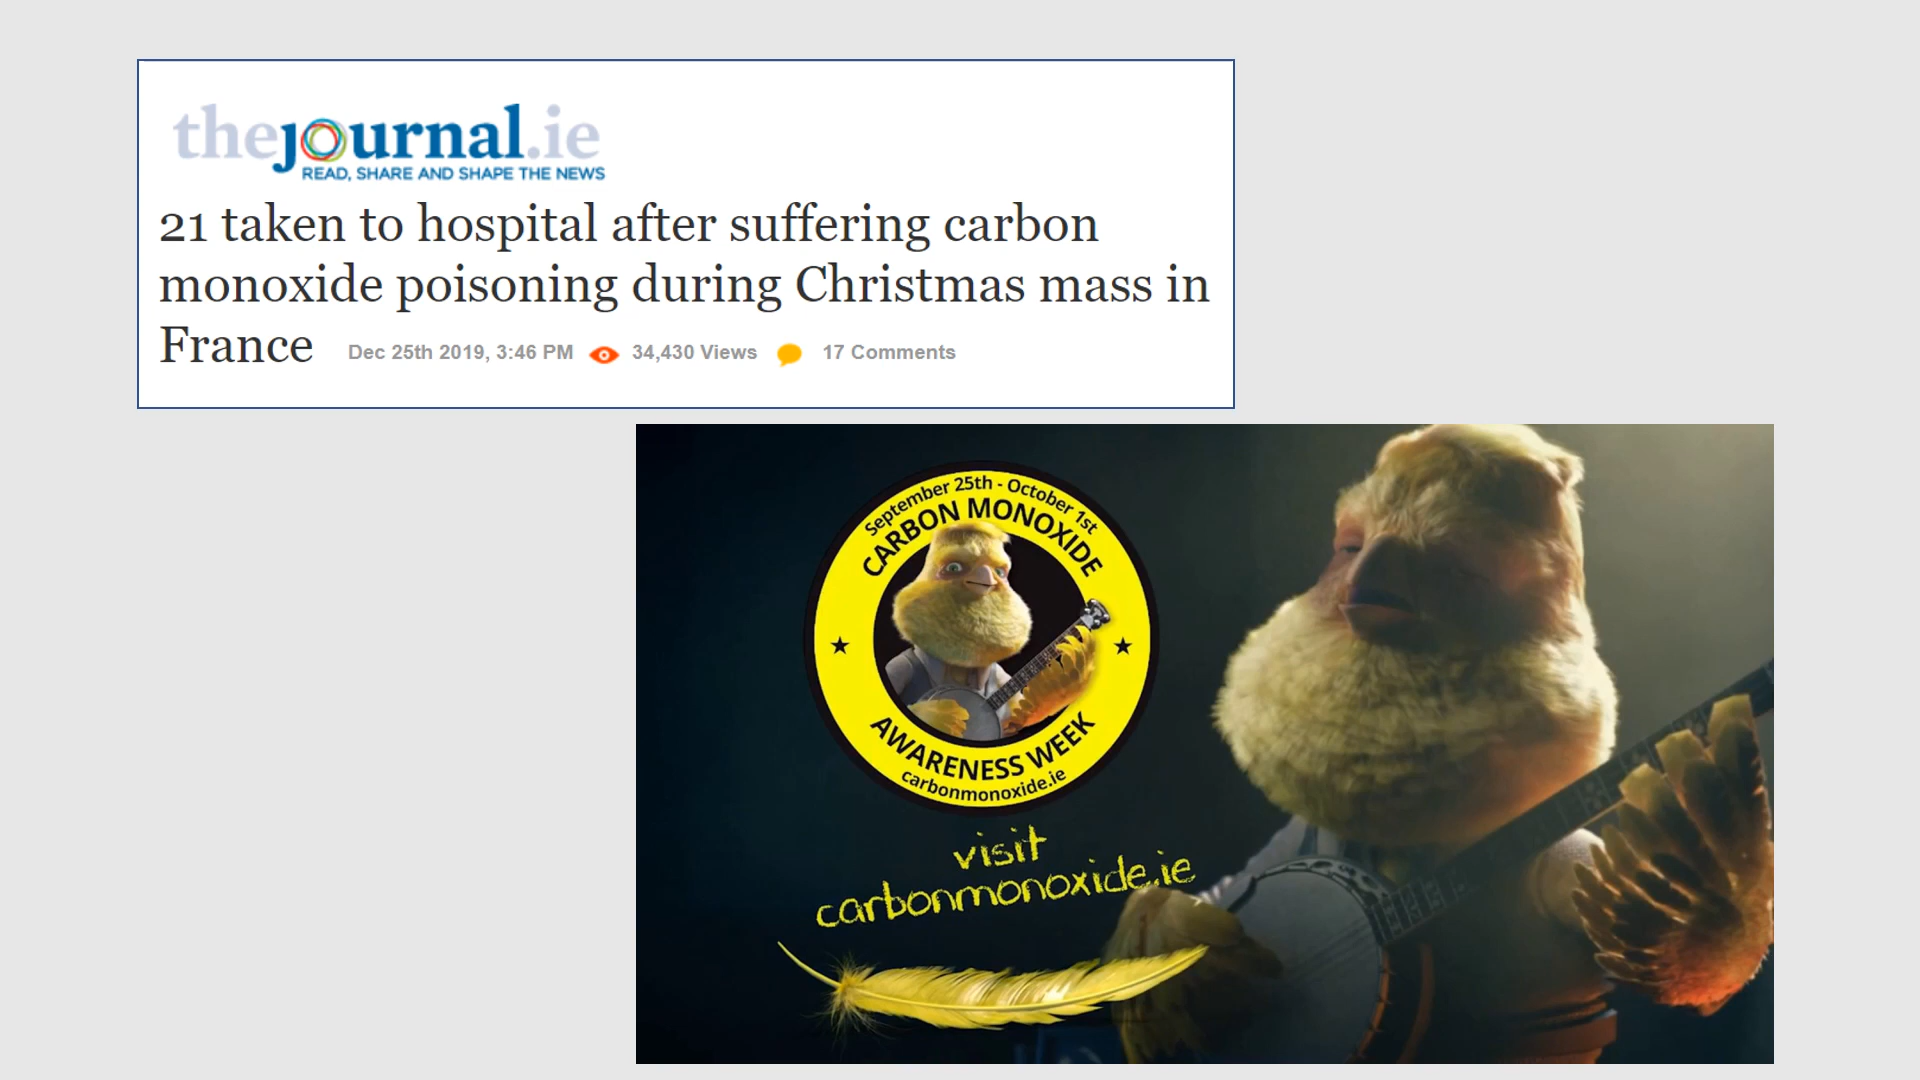 thejournal.ie
READ, SHARE AND SHAPE THE NEWS
21 taken to hospital after suffering carbon
monoxide poisoning during Christmas mass in
France Dec 25th 2019, 3:46 PM 34,430 Views 17 Comments
September 25th - October 1st
CARBON MONOXIDE
AWARENESS WEEK
carbonmonoxide.ie
visit
carbonmonoxide.ie